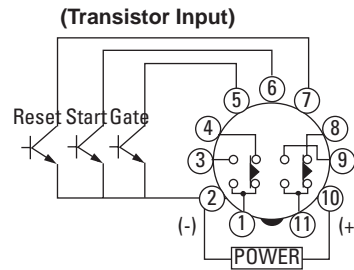 (Transistor Input)
Reset Start Gate
6
5 7
4 8
3 9
2 10
1 11
(-) (+
POWER